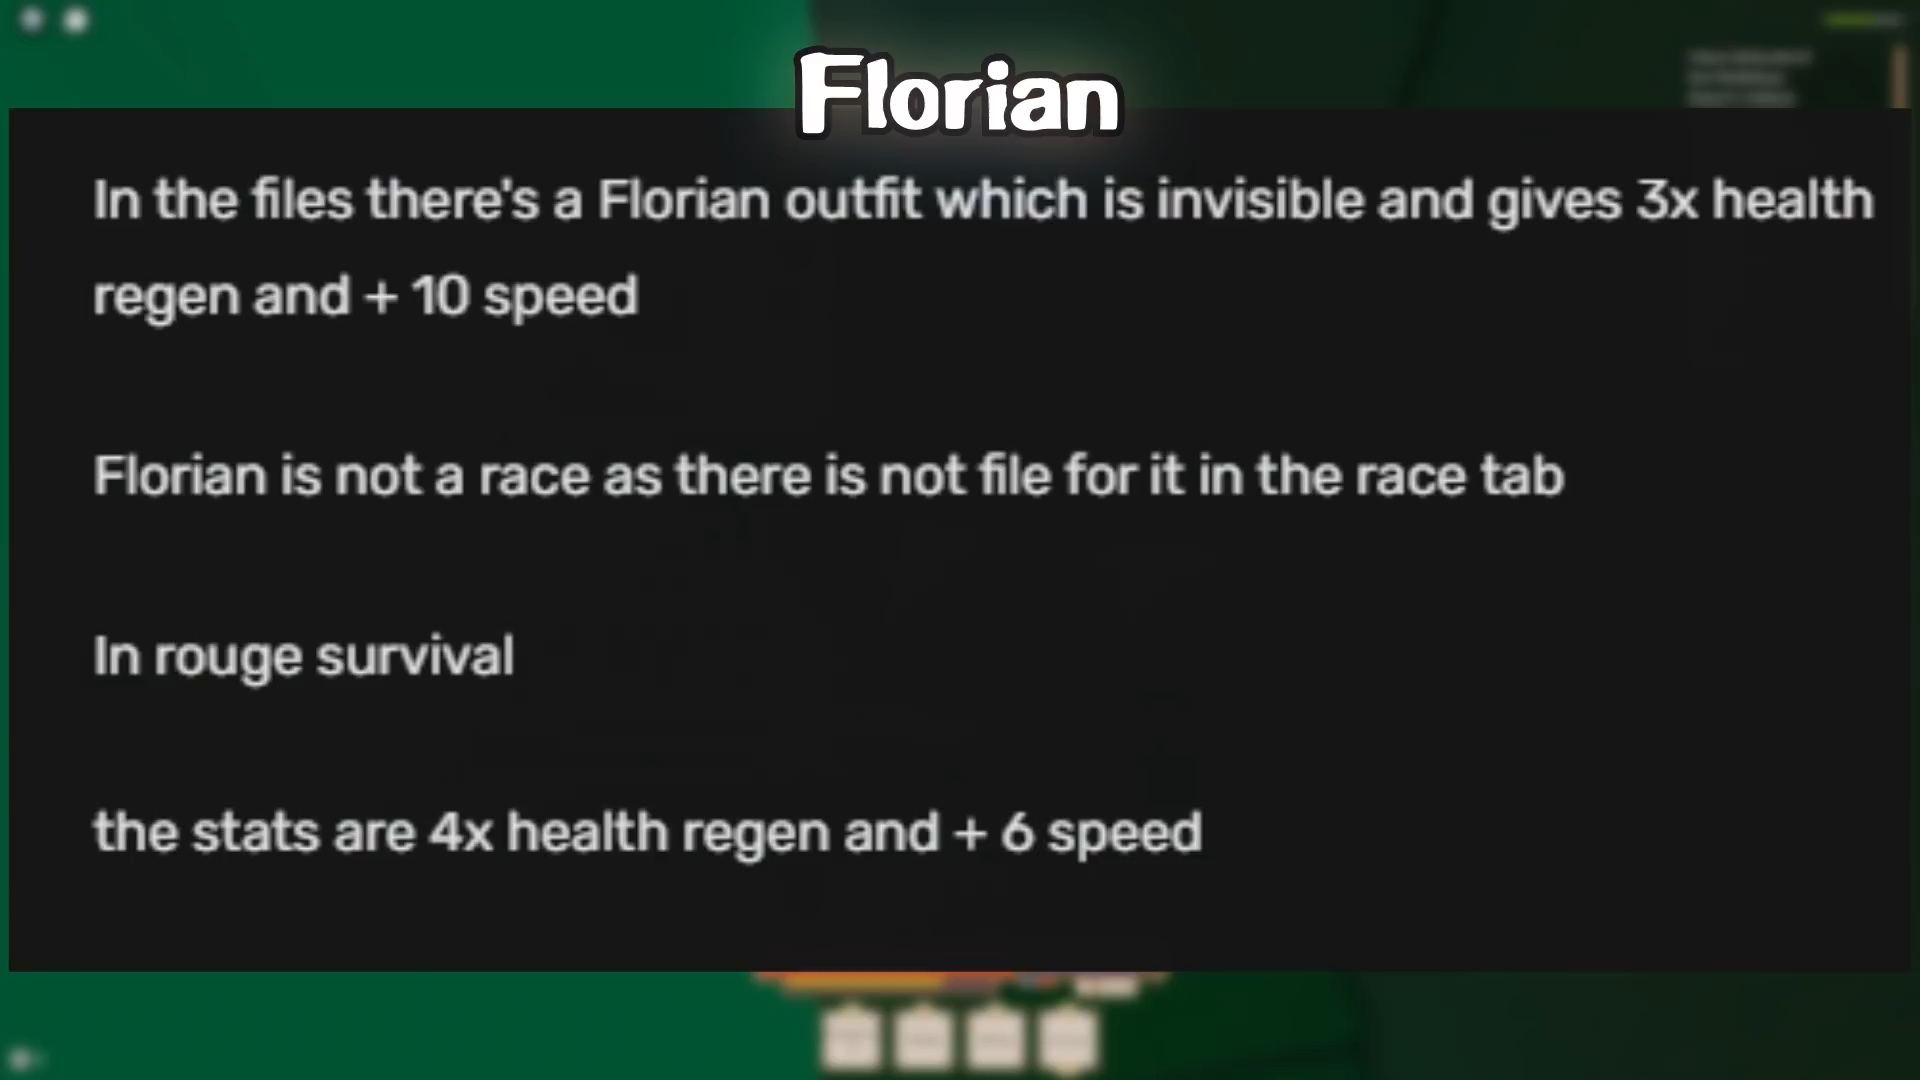 Florian
In the files there's a Florian outfit which is invisible and gives 3x health
regen and + 10 speed
Florian is not a race as there is not file for it in the race tab
In rouge survival
the stats are 4x health regen and + 6 speed